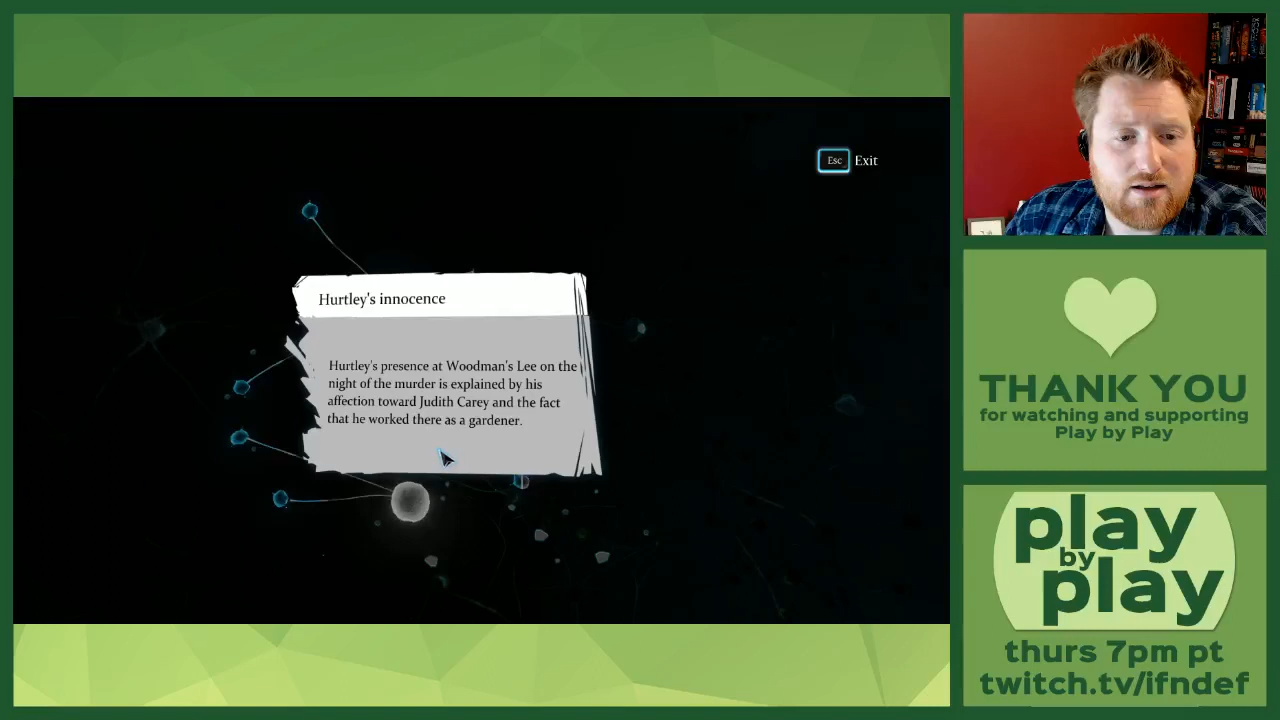 Esc Exit
Hurtley's innocence
Hurtley's presence at Woodman's Lee on the
night of the murder is explained by his
affection toward Judith Carey and the fact
that he worked there as a gardener.
THANK YOU
for watching and supporting
Play by Play
play
by
play
thurs 7pm pt
twitch.tv/ifndef